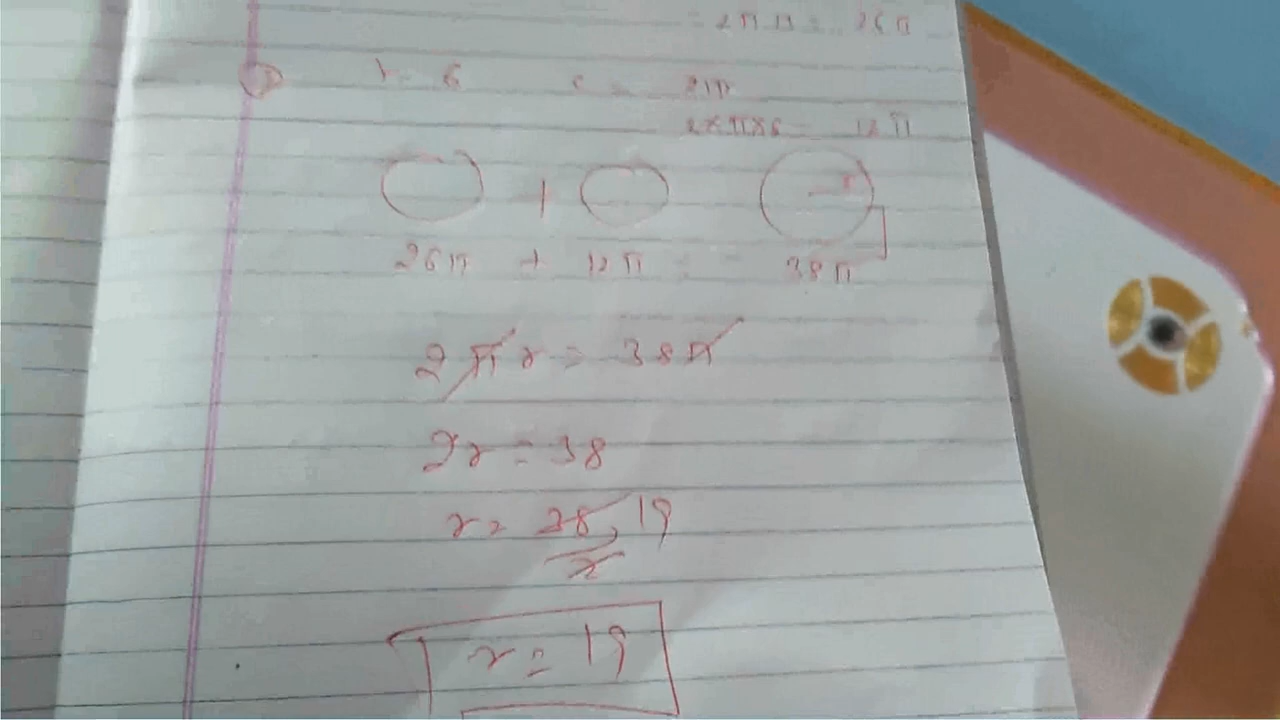 = 2π13 = 26π
r = 6 c = 2πr
2×π×6 = 12π
+ r
26π + 12π = 38π
2πr = 38π
2r = 38
r = 38 19
2
r = 19